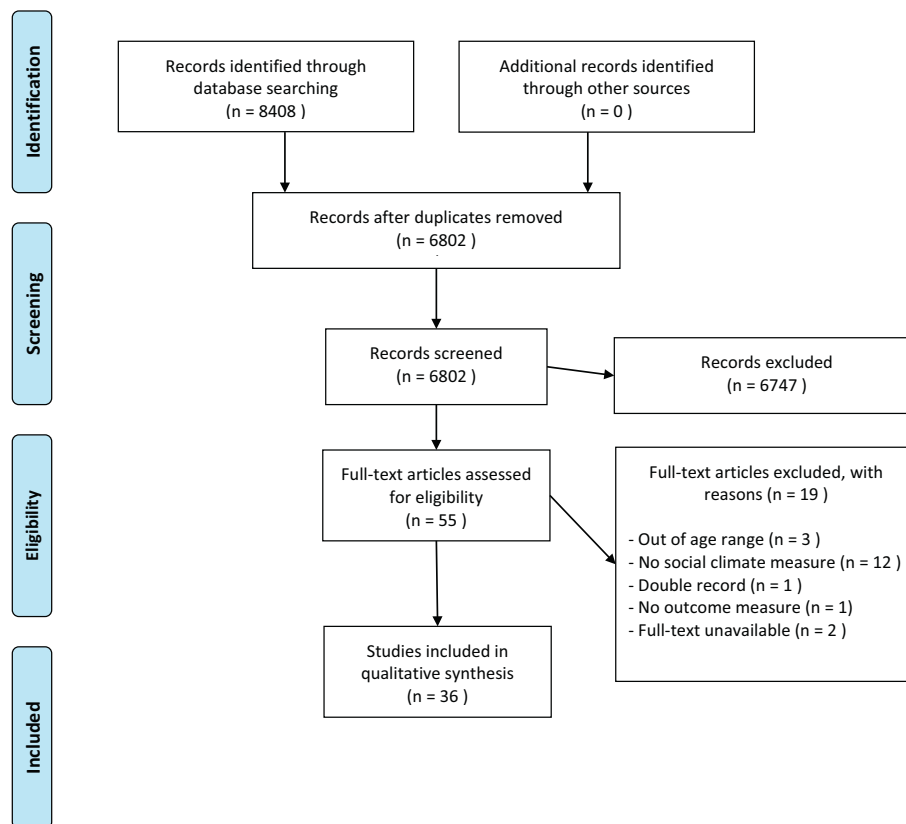 Identification
Records identified through
database searching
(n = 8408 )
Additional records identified
through other sources
(n = 0 )
Records after duplicates removed
(n = 6802 )
Screening
Records screened
(n = 6802 )
Records excluded
(n = 6747 )
Eligibility
Full-text articles assessed
for eligibility
(n = 55 )
Full-text articles excluded, with
reasons (n = 19 )
- Out of age range (n = 3 )
- No social climate measure (n = 12 )
- Double record (n = 1 )
- No outcome measure (n = 1)
- Full-text unavailable (n = 2 )
Included
Studies included in
qualitative synthesis
(n = 36 )